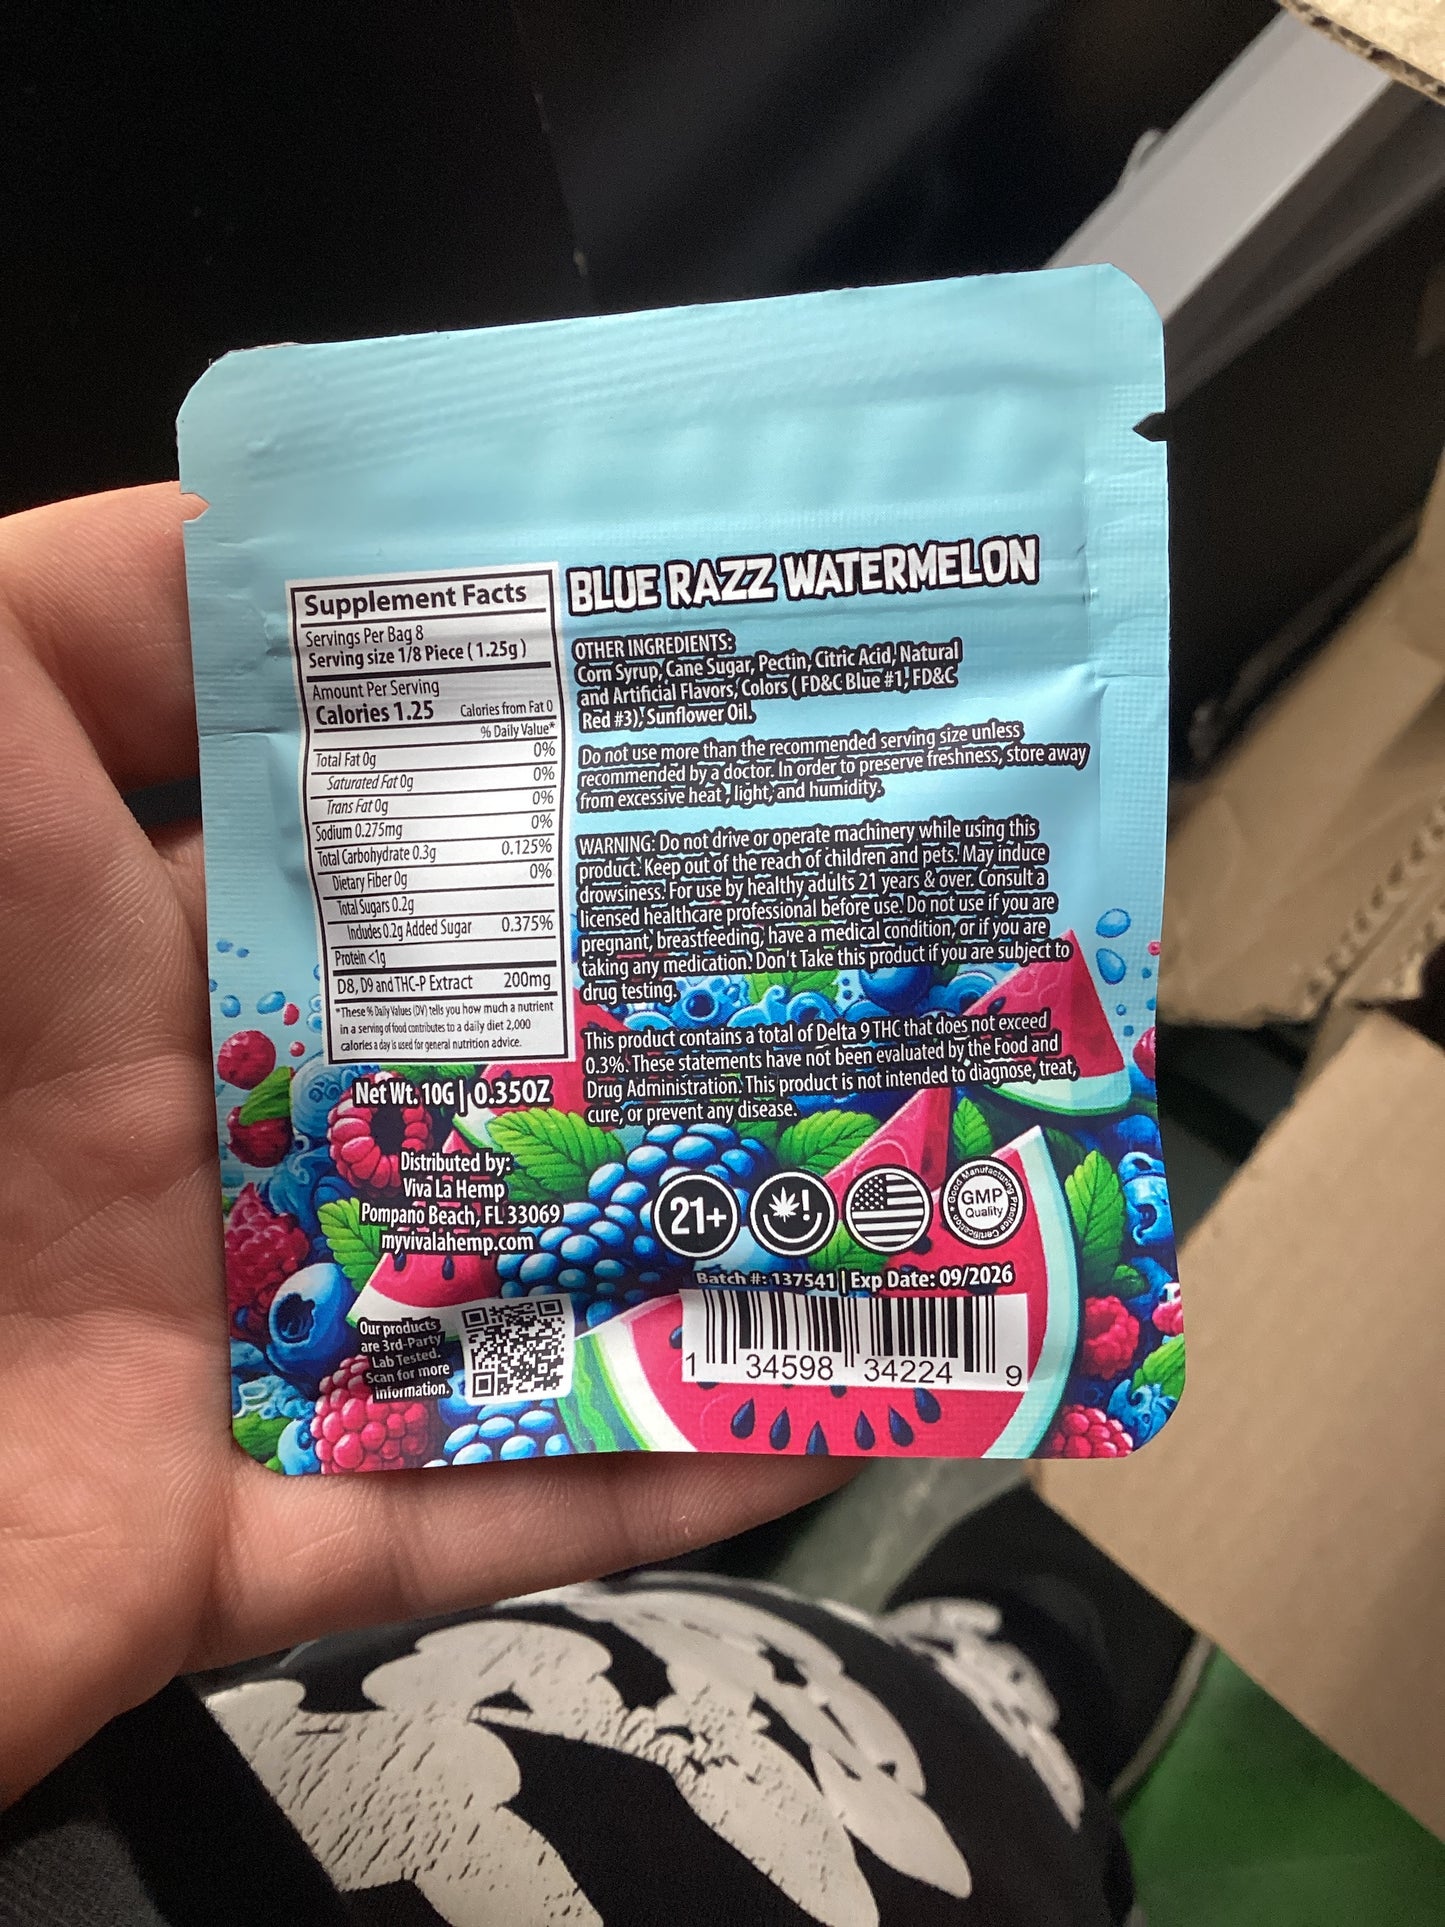 Supplement Facts
Servings Per Bag 8
Serving size 1/8 Piece (1.25g)
Amount Per Serving
Calories 1.25 Calories from Fat 0
% Daily Value*
Total Fat 0g 0%
Saturated Fat 0g 0%
Trans Fat 0g 0%
Sodium 0.275mg 0%
Total Carbohydrate 0.3g 0.125%
Dietary Fiber 0g 0%
Total Sugars 0.2g
Includes 0.2g Added Sugar 0.375%
Protein <1g
D8, D9 and THC-P Extract 200mg
*These % Daily Values (DV) tells you how much a nutrient
in a serving of food contributes to a daily diet 2,000
calories a day is used for general nutrition advice.
Net Wt. 10G | 0.35OZ
Distributed by:
Viva La Hemp
Pompano Beach, FL 33069
myvivalahemp.com
Our products
are 3rd-Party
Lab Tested.
Scan for more
information.
BLUE RAZZ WATERMELON
OTHER INGREDIENTS:
Corn Syrup, Cane Sugar, Pectin, Citric Acid, Natural
and Artificial Flavors, Colors ( FD&C Blue #1, FD&C
Red #3), Sunflower Oil.
Do not use more than the recommended serving size unless
recommended by a doctor. In order to preserve freshness, store away
from excessive heat , light, and humidity.
WARNING: Do not drive or operate machinery while using this
product. Keep out of the reach of children and pets. May induce
drowsiness. For use by healthy adults 21 years & over. Consult a
licensed healthcare professional before use. Do not use if you are
pregnant, breastfeeding, have a medical condition, or if you are
taking any medication. Don't Take this product if you are subject to
drug testing.
This product contains a total of Delta 9 THC that does not exceed
0.3%. These statements have not been evaluated by the Food and
Drug Administration. This product is not intended to diagnose, treat,
cure, or prevent any disease.
21+
!
Good Manufacturing Practice Certification
GMP
Quality
Batch #: 137541 | Exp Date: 09/2026
1 34598 34224 9